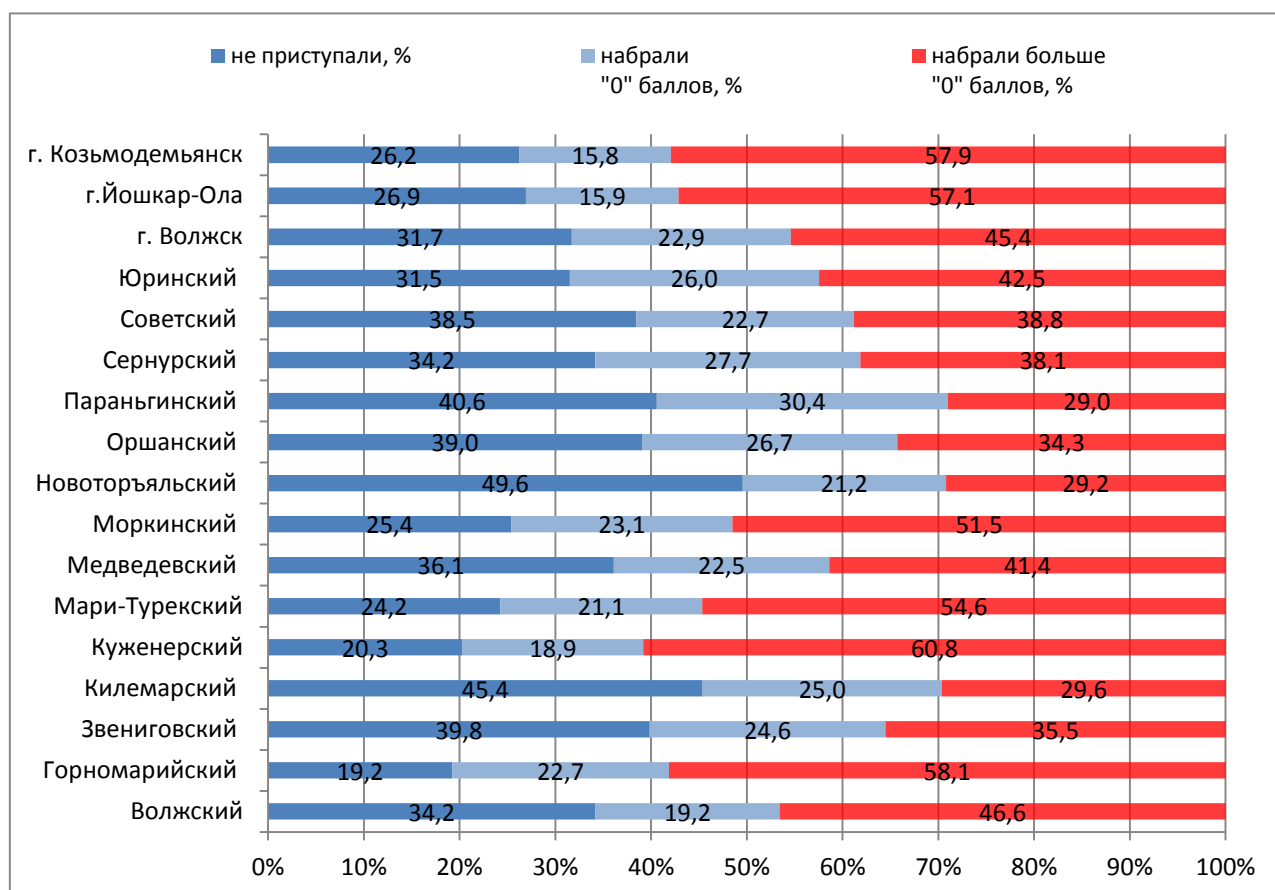 не приступали, % набрали набрали больше
"0" баллов, % "0" баллов, %
г. Козьмодемьянск 26,2 15,8 57,9
г.Йошкар-Ола 26,9 15,9 57,1
г. Волжск 31,7 22,9 45,4
Юринский 31,5 26,0 42,5
Советский 38,5 22,7 38,8
Сернурский 34,2 27,7 38,1
Параньгинский 40,6 30,4 29,0
Оршанский 39,0 26,7 34,3
Новоторъяльский 49,6 21,2 29,2
Моркинский 25,4 23,1 51,5
Медведевский 36,1 22,5 41,4
Мари-Турекский 24,2 21,1 54,6
Куженерский 20,3 18,9 60,8
Килемарский 45,4 25,0 29,6
Звениговский 39,8 24,6 35,5
Горномарийский 19,2 22,7 58,1
Волжский 34,2 19,2 46,6
0% 10% 20% 30% 40% 50% 60% 70% 80% 90% 100%